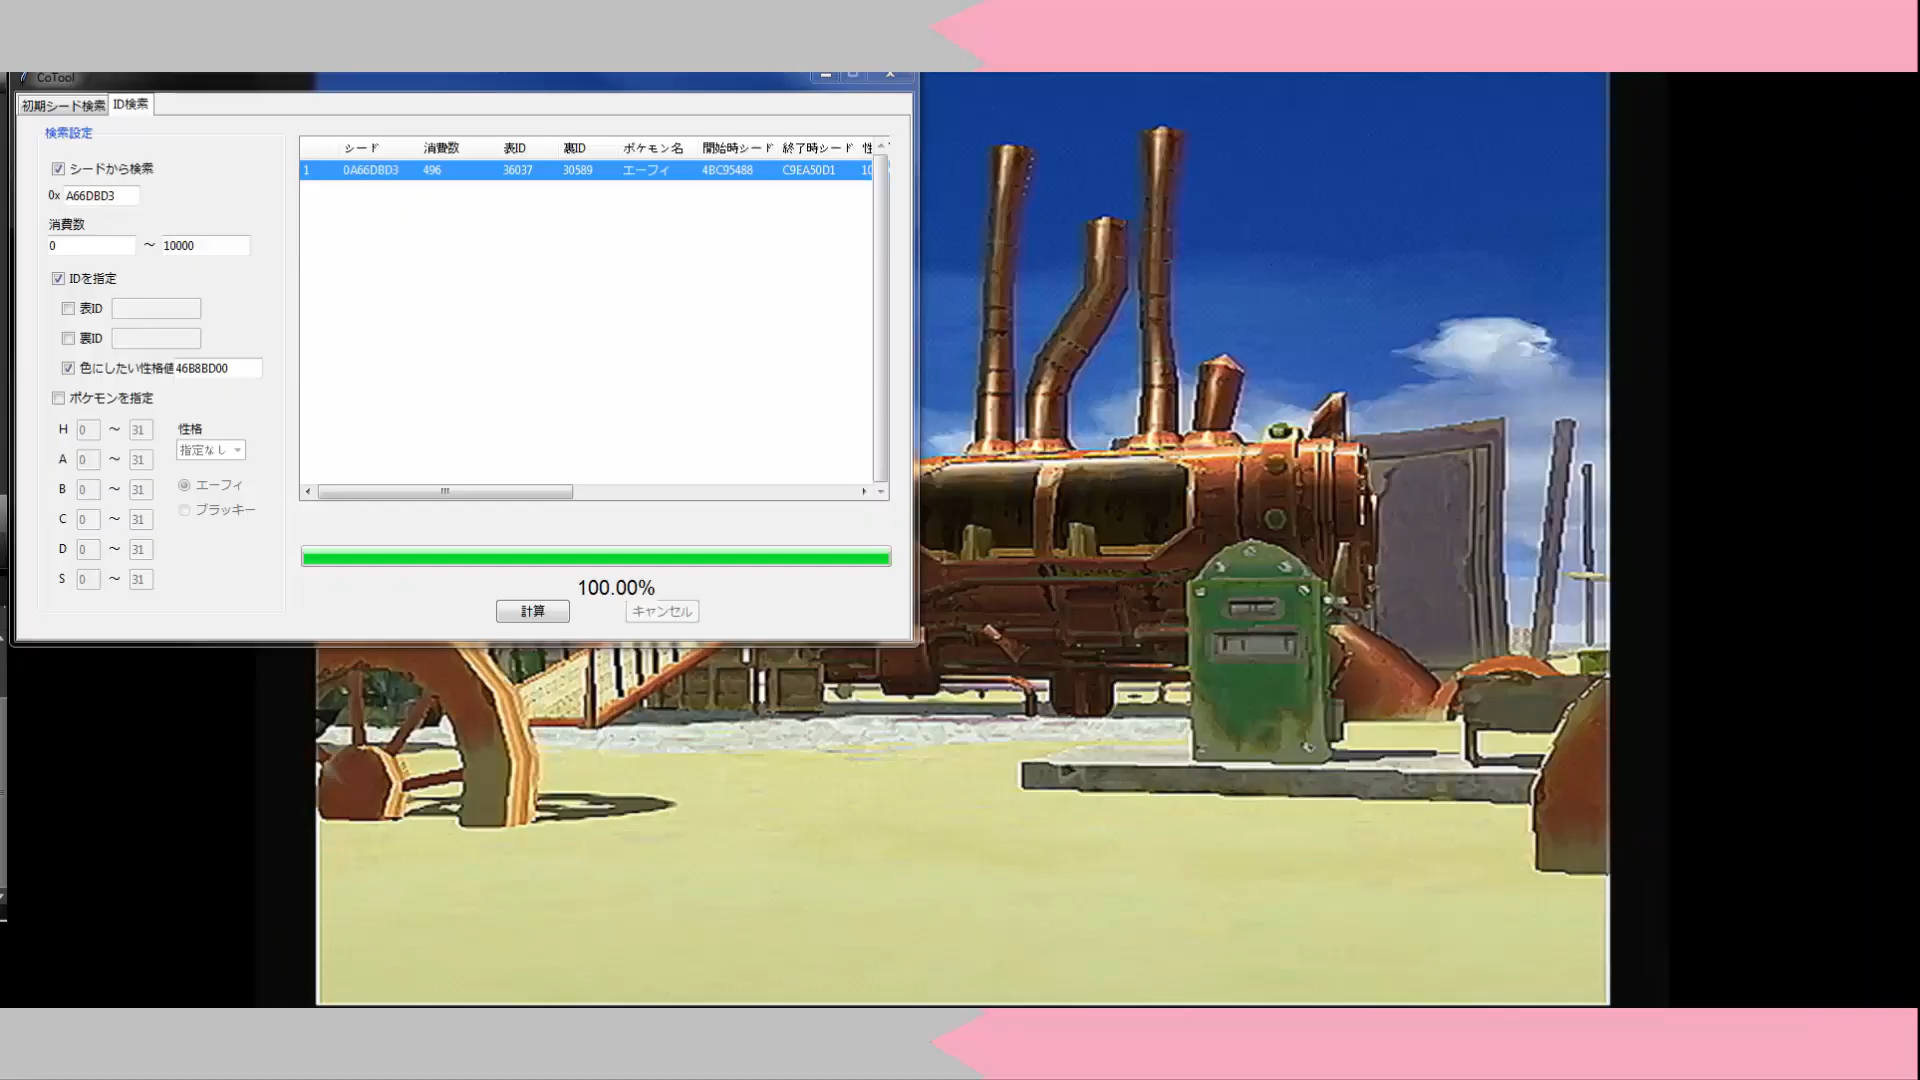 CoTool
初期シード検索 ID検索
検索設定
シードから検索
0x A66DBD3
消費数
0 ～ 10000
IDを指定
表ID
裏ID
色にしたい性格値 46B8BD00
ポケモンを指定
H 0 ～ 31 性格
指定なし
A 0 ～ 31
B 0 ～ 31 エーフィ
C 0 ～ 31 ブラッキー
D 0 ～ 31
S 0 ～ 31
シード 消費数 表ID 裏ID ポケモン名 開始時シード 終了時シード 性
1 0A66DBD3 496 36037 30589 エーフィ 4BC95488 C9EA50D1 10
100.00%
計算 キャンセル